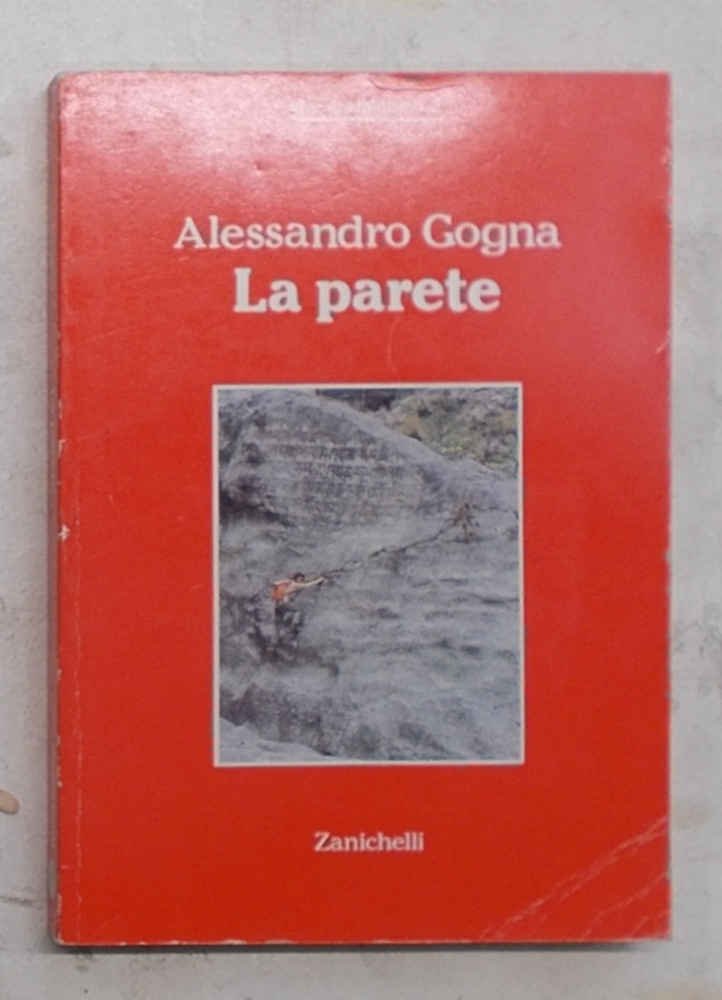 Alessandro Gogna
La parete
Zanichelli